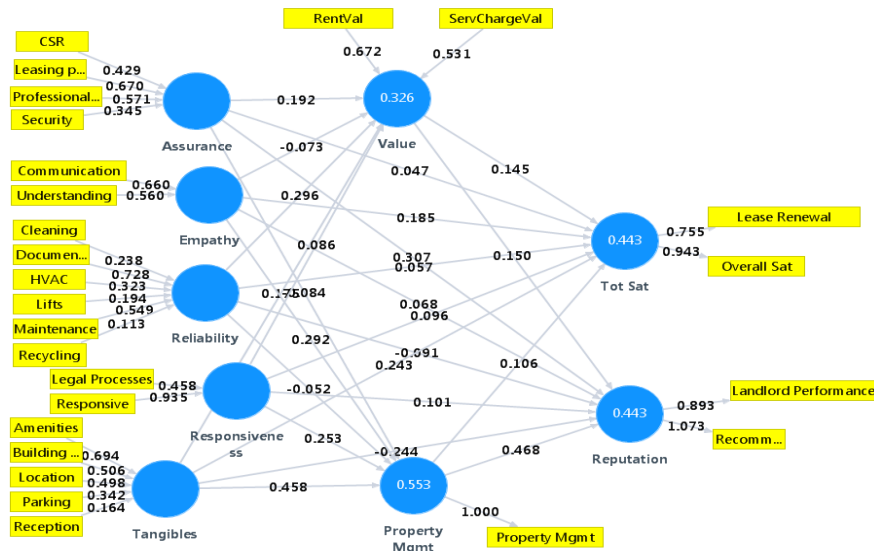 RentVal
ServChargeVal
CSR
0.672
0.531
Leasing p...
0.429
0.670
Professional...
0.571
0.345
Security
0.192
0.326
Assurance
Value
Communication
-0.073
0.047
0.145
0.660
Understanding
0.560
0.296
0.185
Lease Renewal
0.755
Cleaning
Empathy
0.443
0.943
0.086
Documen...
0.238
0.307
0.150
Overall Sat
0.728
0.057
HVAC
0.323
Tot Sat
Lifts
0.194
0.068
0.549
0.096
Maintenance
0.113
Reliability
0.292
Recycling
-0.091
0.106
0.243
Legal Processes
0.458
-0.052
Landlord Performance
0.935
Responsive
0.101
0.443
0.893
Amenities
1.073
Responsivene
ss
Recomm...
0.253
Building ...
0.694
-0.244
0.468
Reputation
0.506
Location
0.498
0.458
0.553
0.342
Parking
0.164
1.000
Reception
Tangibles
Property
Mgmt
Property Mgmt